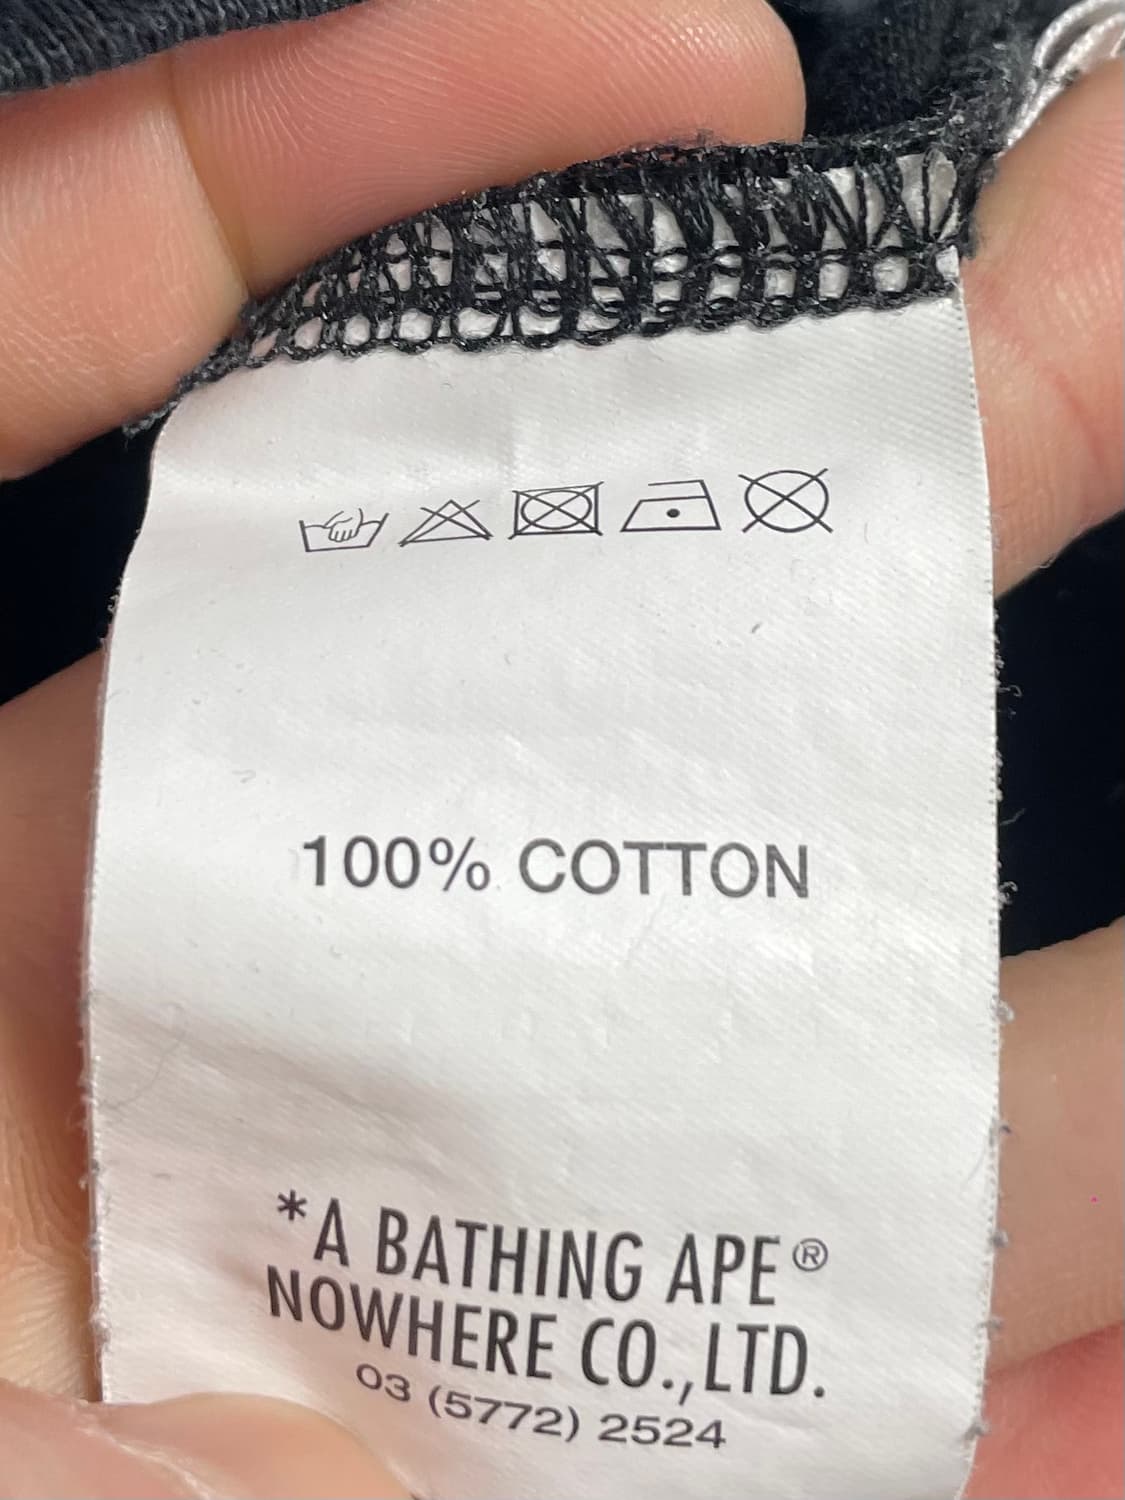 100% COTTON
*A BATHING APE®
NOWHERE CO.,LTD.
03 (5772) 2524